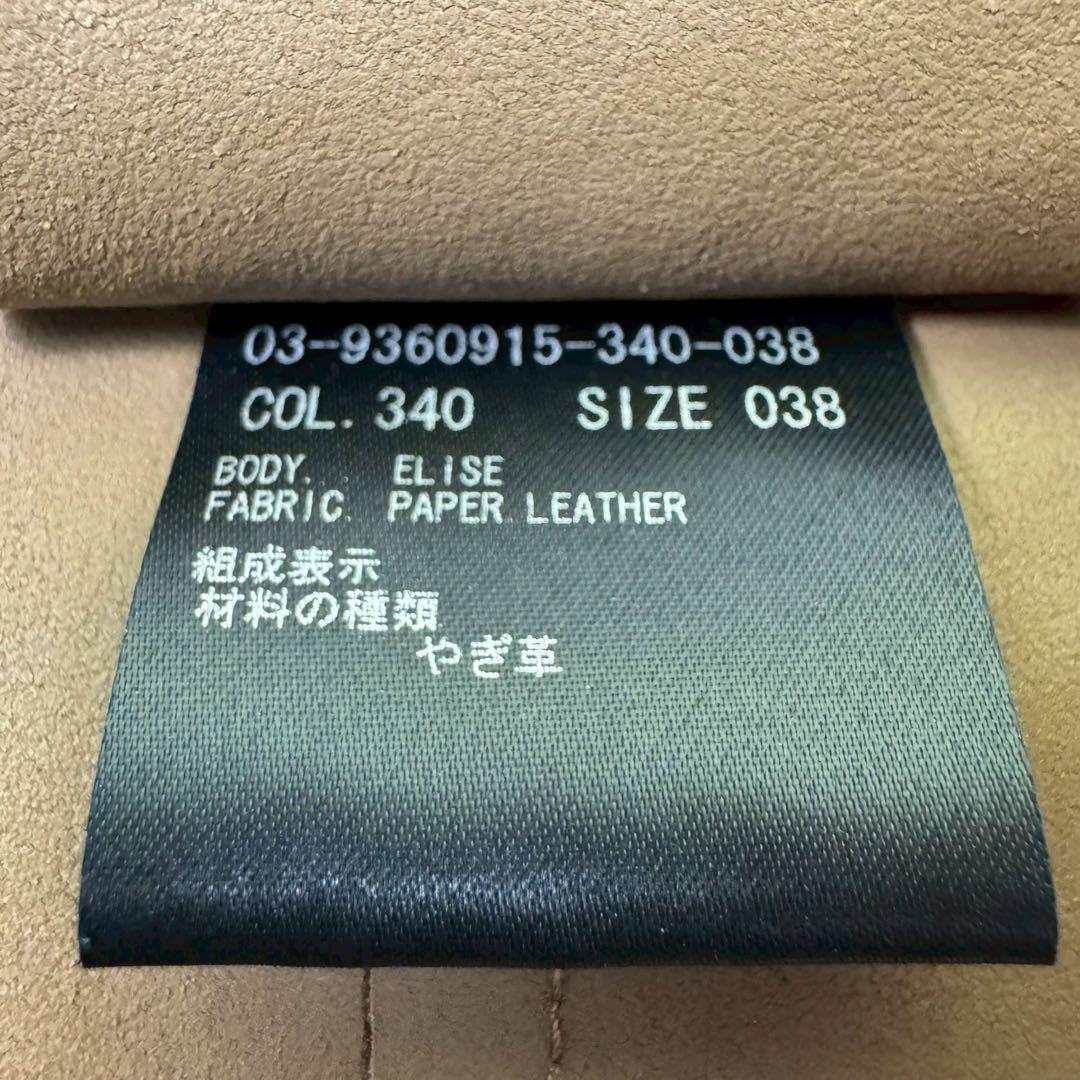 03-9360915-340-038
COL. 340 SIZE 038
BODY. : ELISE
FABRIC. PAPER LEATHER
組成表示
材料の種類
やぎ革